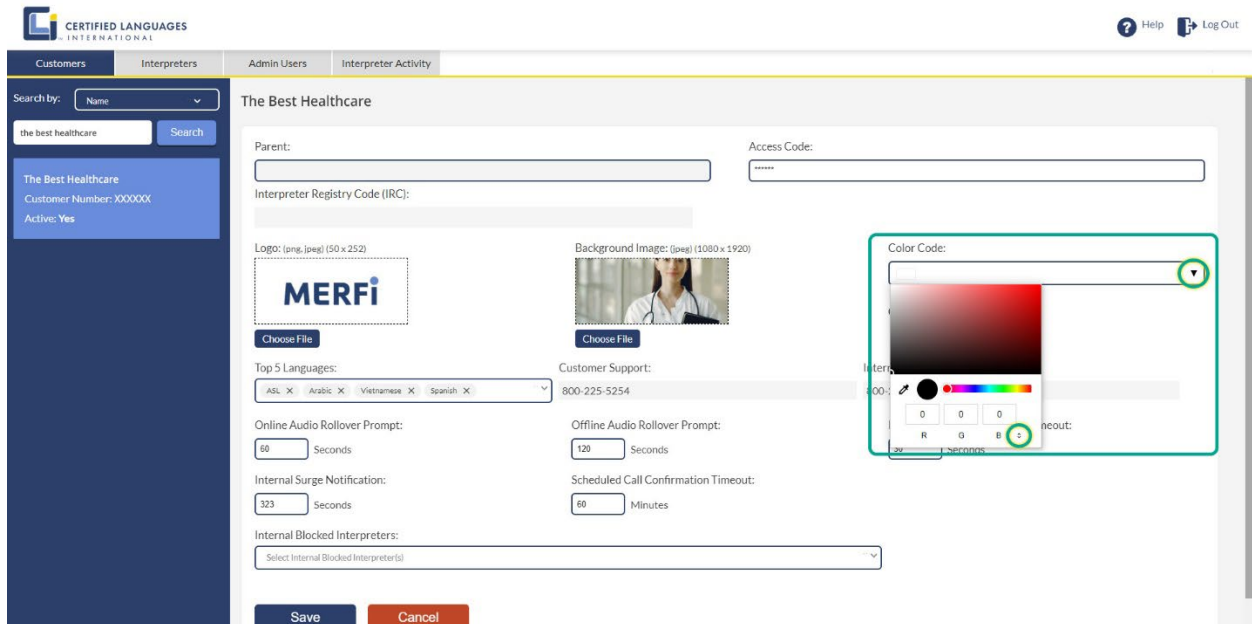 CERTIFIED LANGUAGES
INTERNATIONAL
Help
Log Out
Customers
Interpreters
Admin Users
Interpreter Activity
Search by:
Name
the best healthcare
Search
The Best Healthcare
Customer Number: XXXXXX
Active: Yes
The Best Healthcare
Parent:
Access Code:
Interpreter Registry Code (IRC):
Logo: (png, jpeg) (50 x 252)
Background Image: (jpeg) (1080 x 1920)
Color Code:
MERFi
Choose File
Choose File
Top 5 Languages:
Customer Support:
ASL X Arabic X Vietnamese X Spanish X
800-225-5254
0 0 0
R G B
Online Audio Rollover Prompt:
Offline Audio Rollover Prompt:
60 Seconds
120 Seconds
Seconds
Internal Surge Notification:
Scheduled Call Confirmation Timeout:
323 Seconds
60 Minutes
Internal Blocked Interpreters:
Select Internal Blocked Interpreter(s)
Save
Cancel